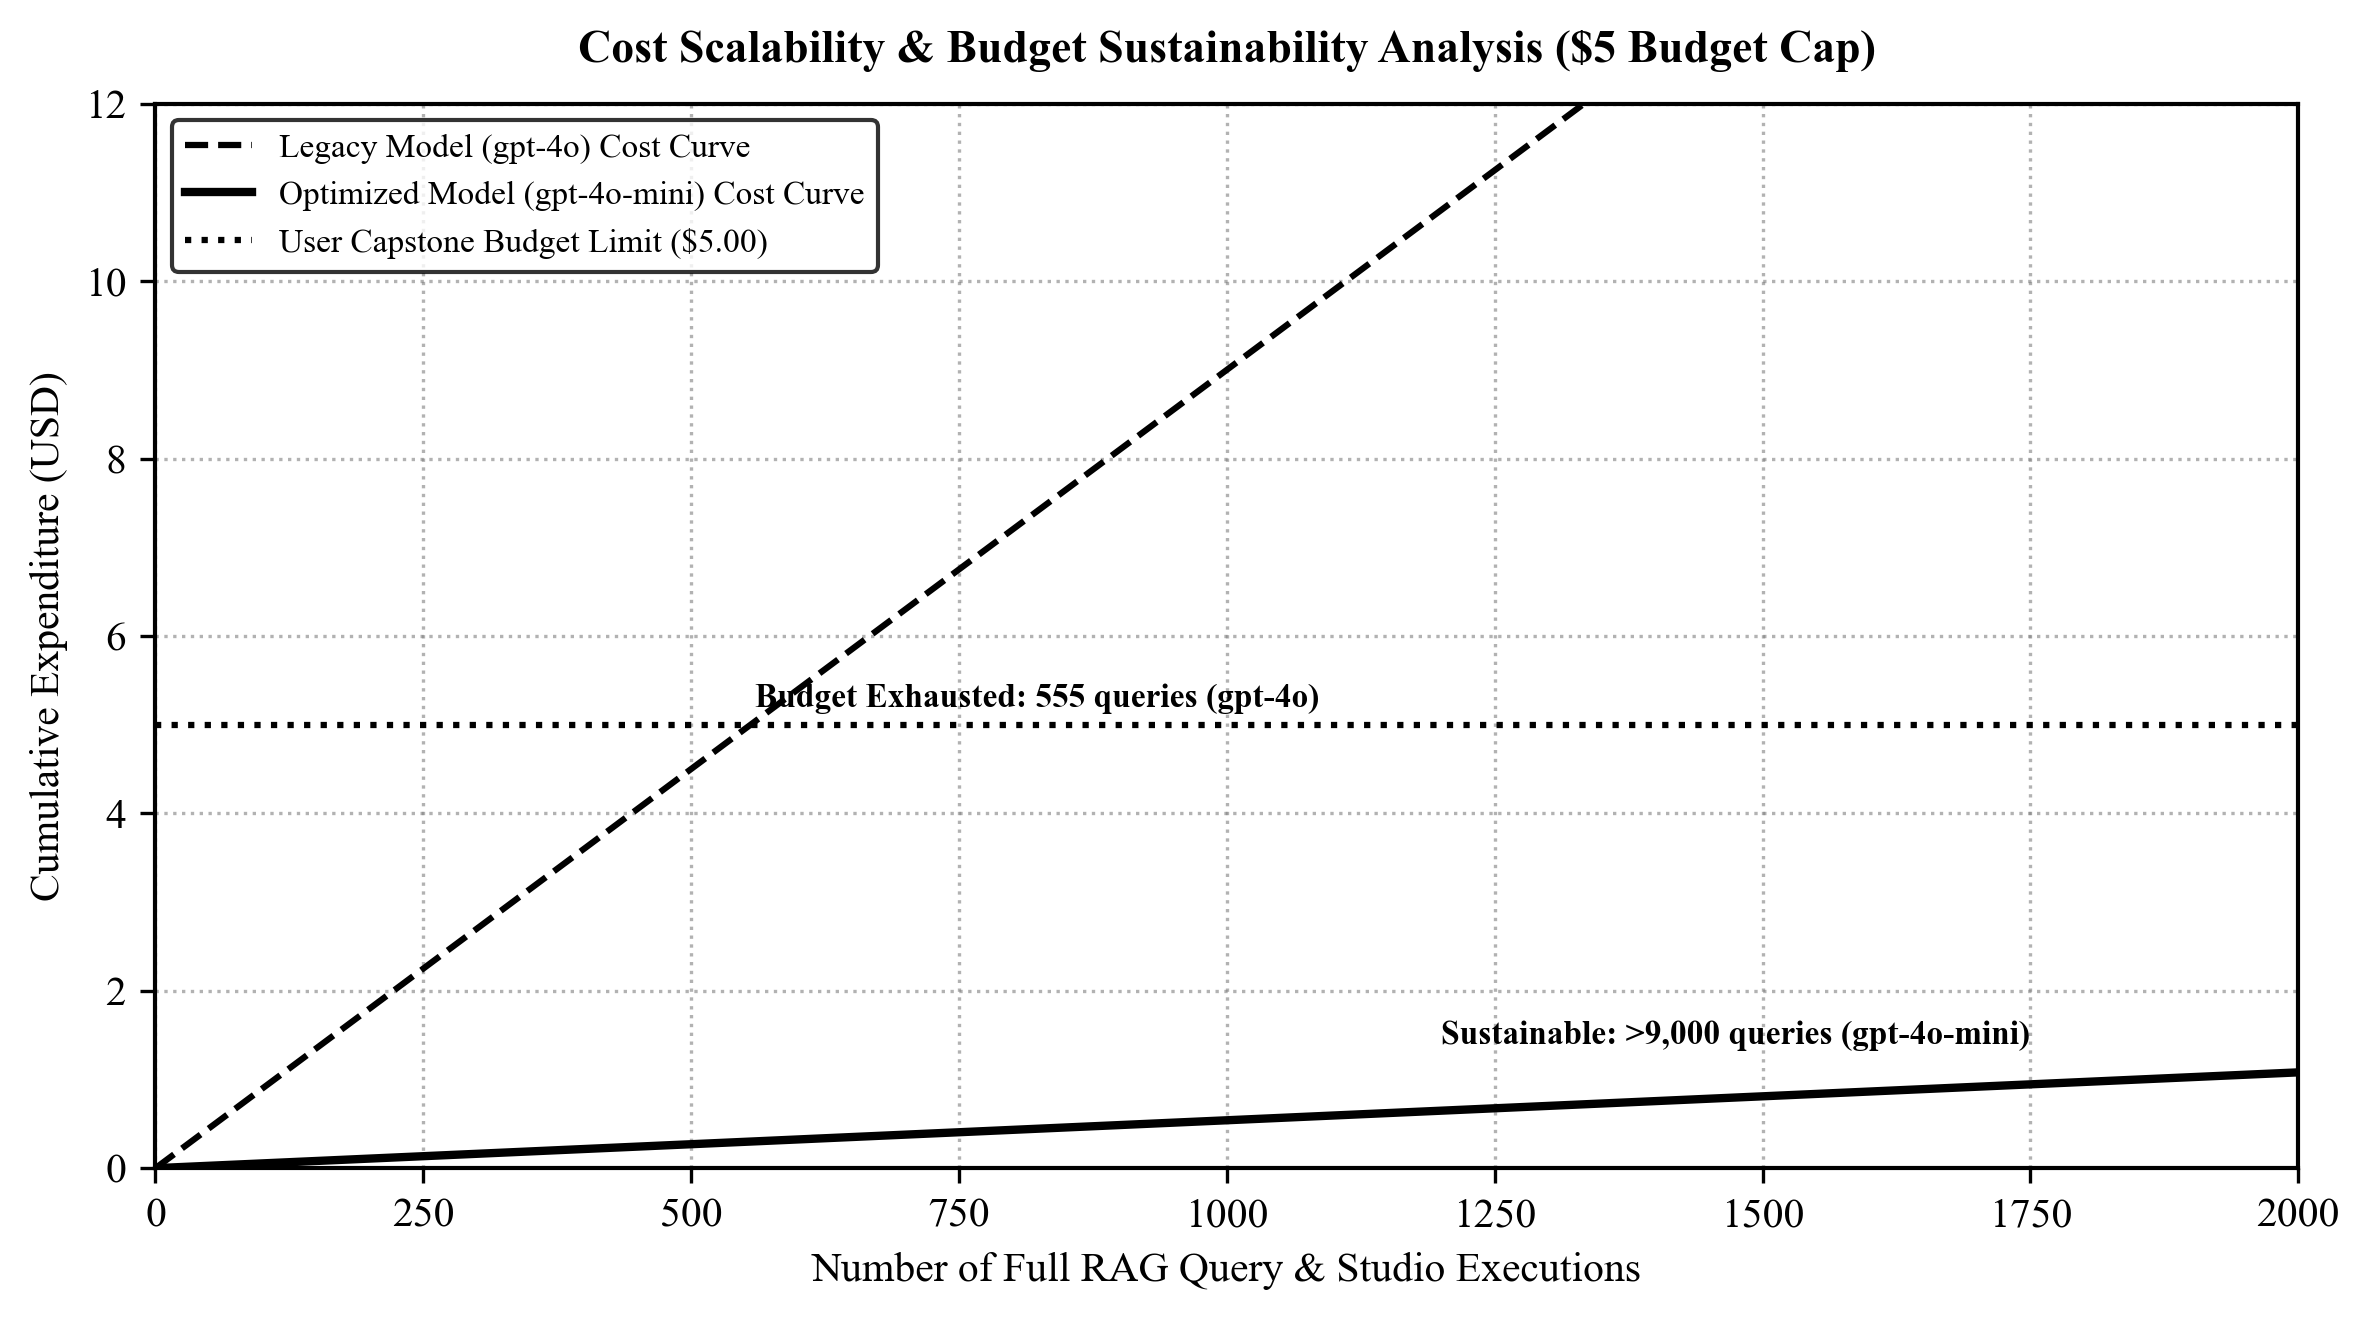 Cost Scalability & Budget Sustainability Analysis ($5 Budget Cap)
12
Legacy Model (gpt-4o) Cost Curve
Optimized Model (gpt-4o-mini) Cost Curve
User Capstone Budget Limit ($5.00)
10
8
6
4
2
0
Cumulative Expenditure (USD)
Budget Exhausted: 555 queries (gpt-4o)
Sustainable: >9,000 queries (gpt-4o-mini)
0 250 500 750 1000 1250 1500 1750 2000
Number of Full RAG Query & Studio Executions